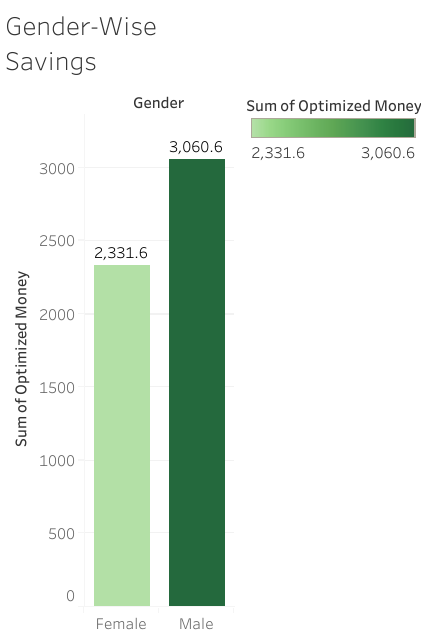 Gender-Wise
Savings
Gender
Sum of Optimized Money
2,331.6
3,060.6
3,060.6
2,331.6
3000
2500
2000
1500
1000
500
0
Sum of Optimized Money
Female
Male